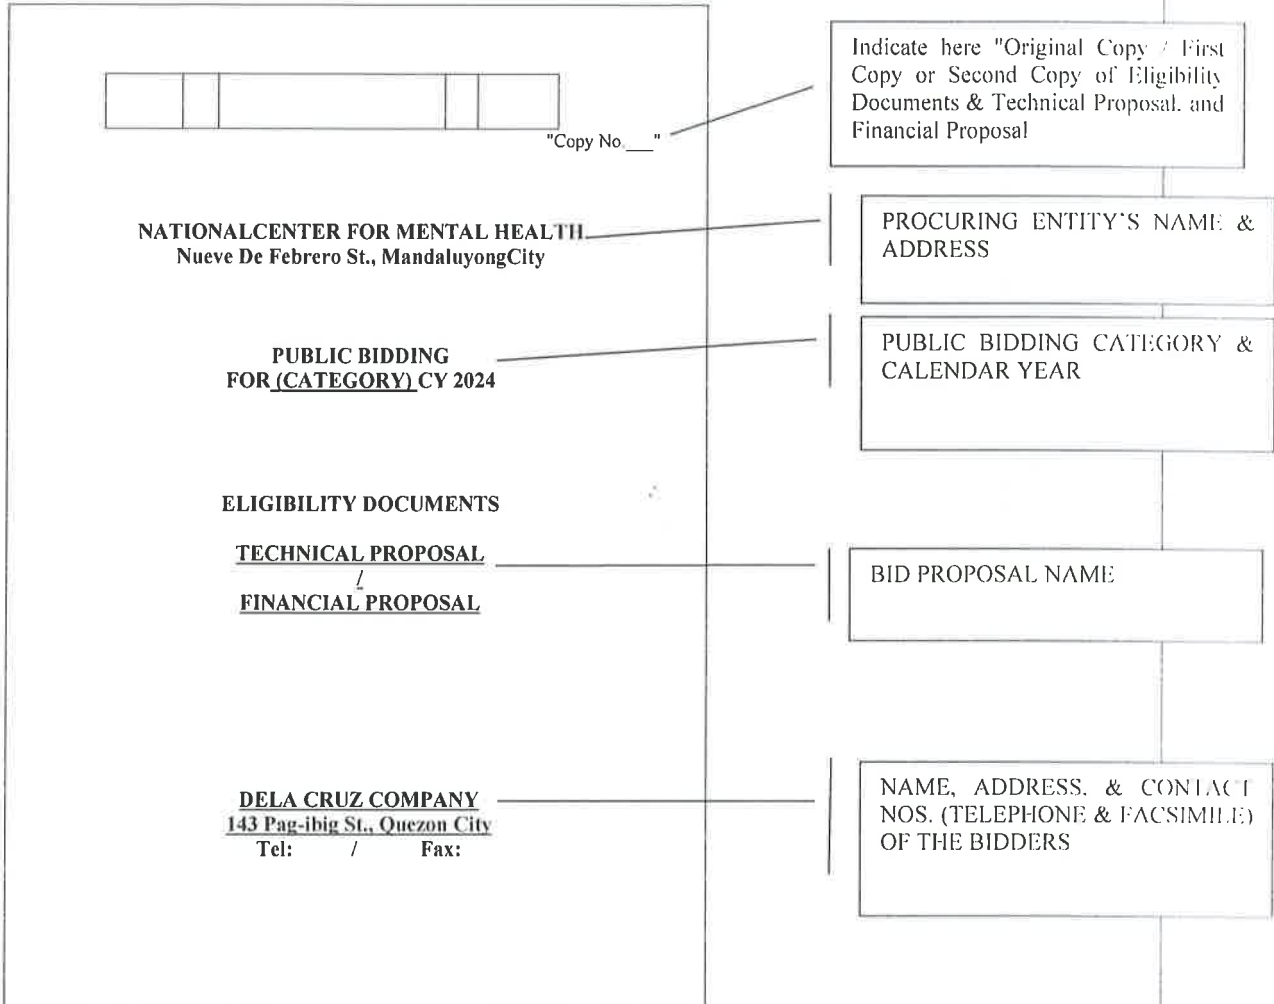 Indicate here "Original Copy / First
Copy or Second Copy of Eligibility
Documents & Technical Proposal. and
Financial Proposal
"Copy No.___"
NATIONALCENTER FOR MENTAL HEALTH
Nueve De Febrero St., MandaluyongCity
PROCURING ENTITY'S NAME &
ADDRESS
PUBLIC BIDDING
FOR (CATEGORY) CY 2024
PUBLIC BIDDING CATEGORY &
CALENDAR YEAR
ELIGIBILITY DOCUMENTS
TECHNICAL PROPOSAL
/
FINANCIAL PROPOSAL
BID PROPOSAL NAME
DELA CRUZ COMPANY
143 Pag-ibig St., Quezon City
Tel: / Fax:
NAME, ADDRESS. & CONTACT
NOS. (TELEPHONE & FACSIMILE)
OF THE BIDDERS